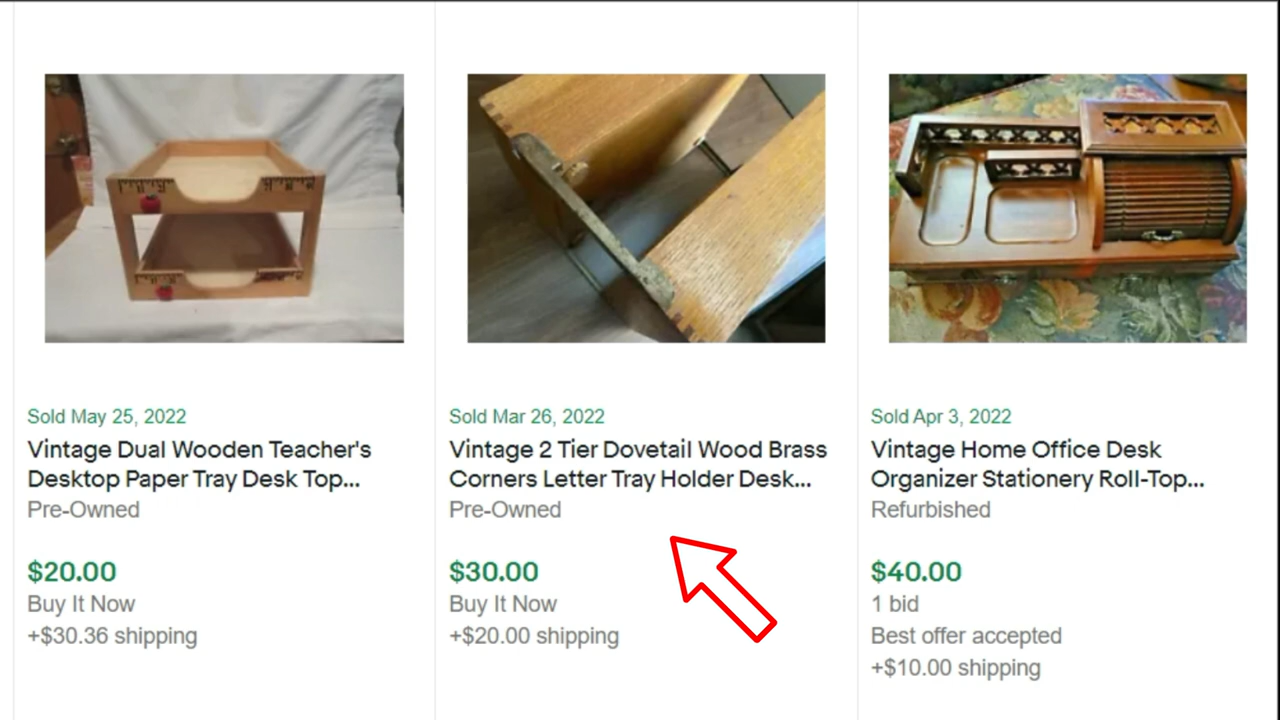 Sold May 25, 2022
Vintage Dual Wooden Teacher's
Desktop Paper Tray Desk Top...
Pre-Owned
$20.00
Buy It Now
+$30.36 shipping
Sold Mar 26, 2022
Vintage 2 Tier Dovetail Wood Brass
Corners Letter Tray Holder Desk...
Pre-Owned
$30.00
Buy It Now
+$20.00 shipping
Sold Apr 3, 2022
Vintage Home Office Desk
Organizer Stationery Roll-Top...
Refurbished
$40.00
1 bid
Best offer accepted
+$10.00 shipping